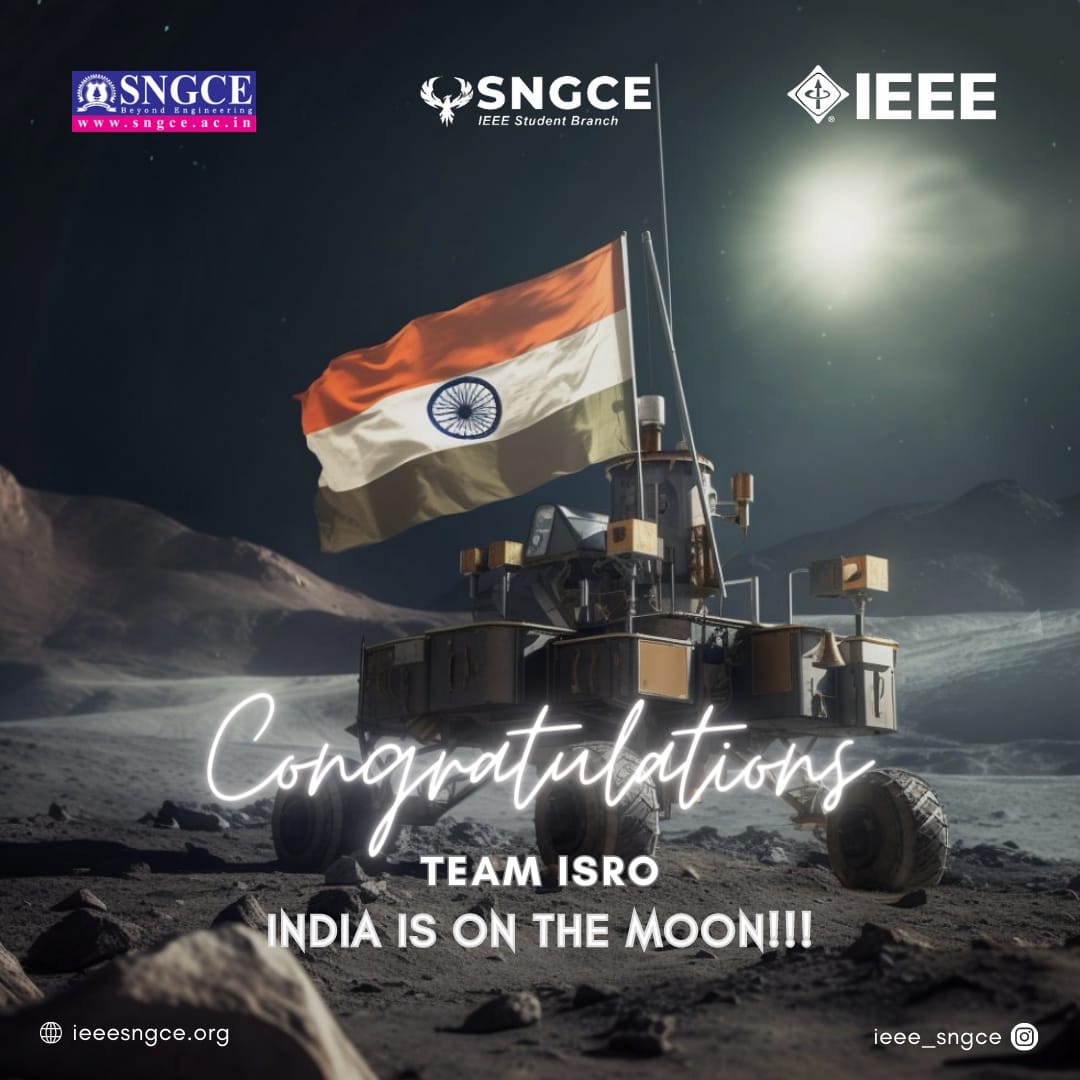 SNGCE
Beyond Engineering
www.sngce.ac.in
SNGCE
IEEE Student Branch
IEEE
Congratulations
TEAM ISRO
INDIA IS ON THE MOON!!!
ieeesngce.org
ieee_sngce